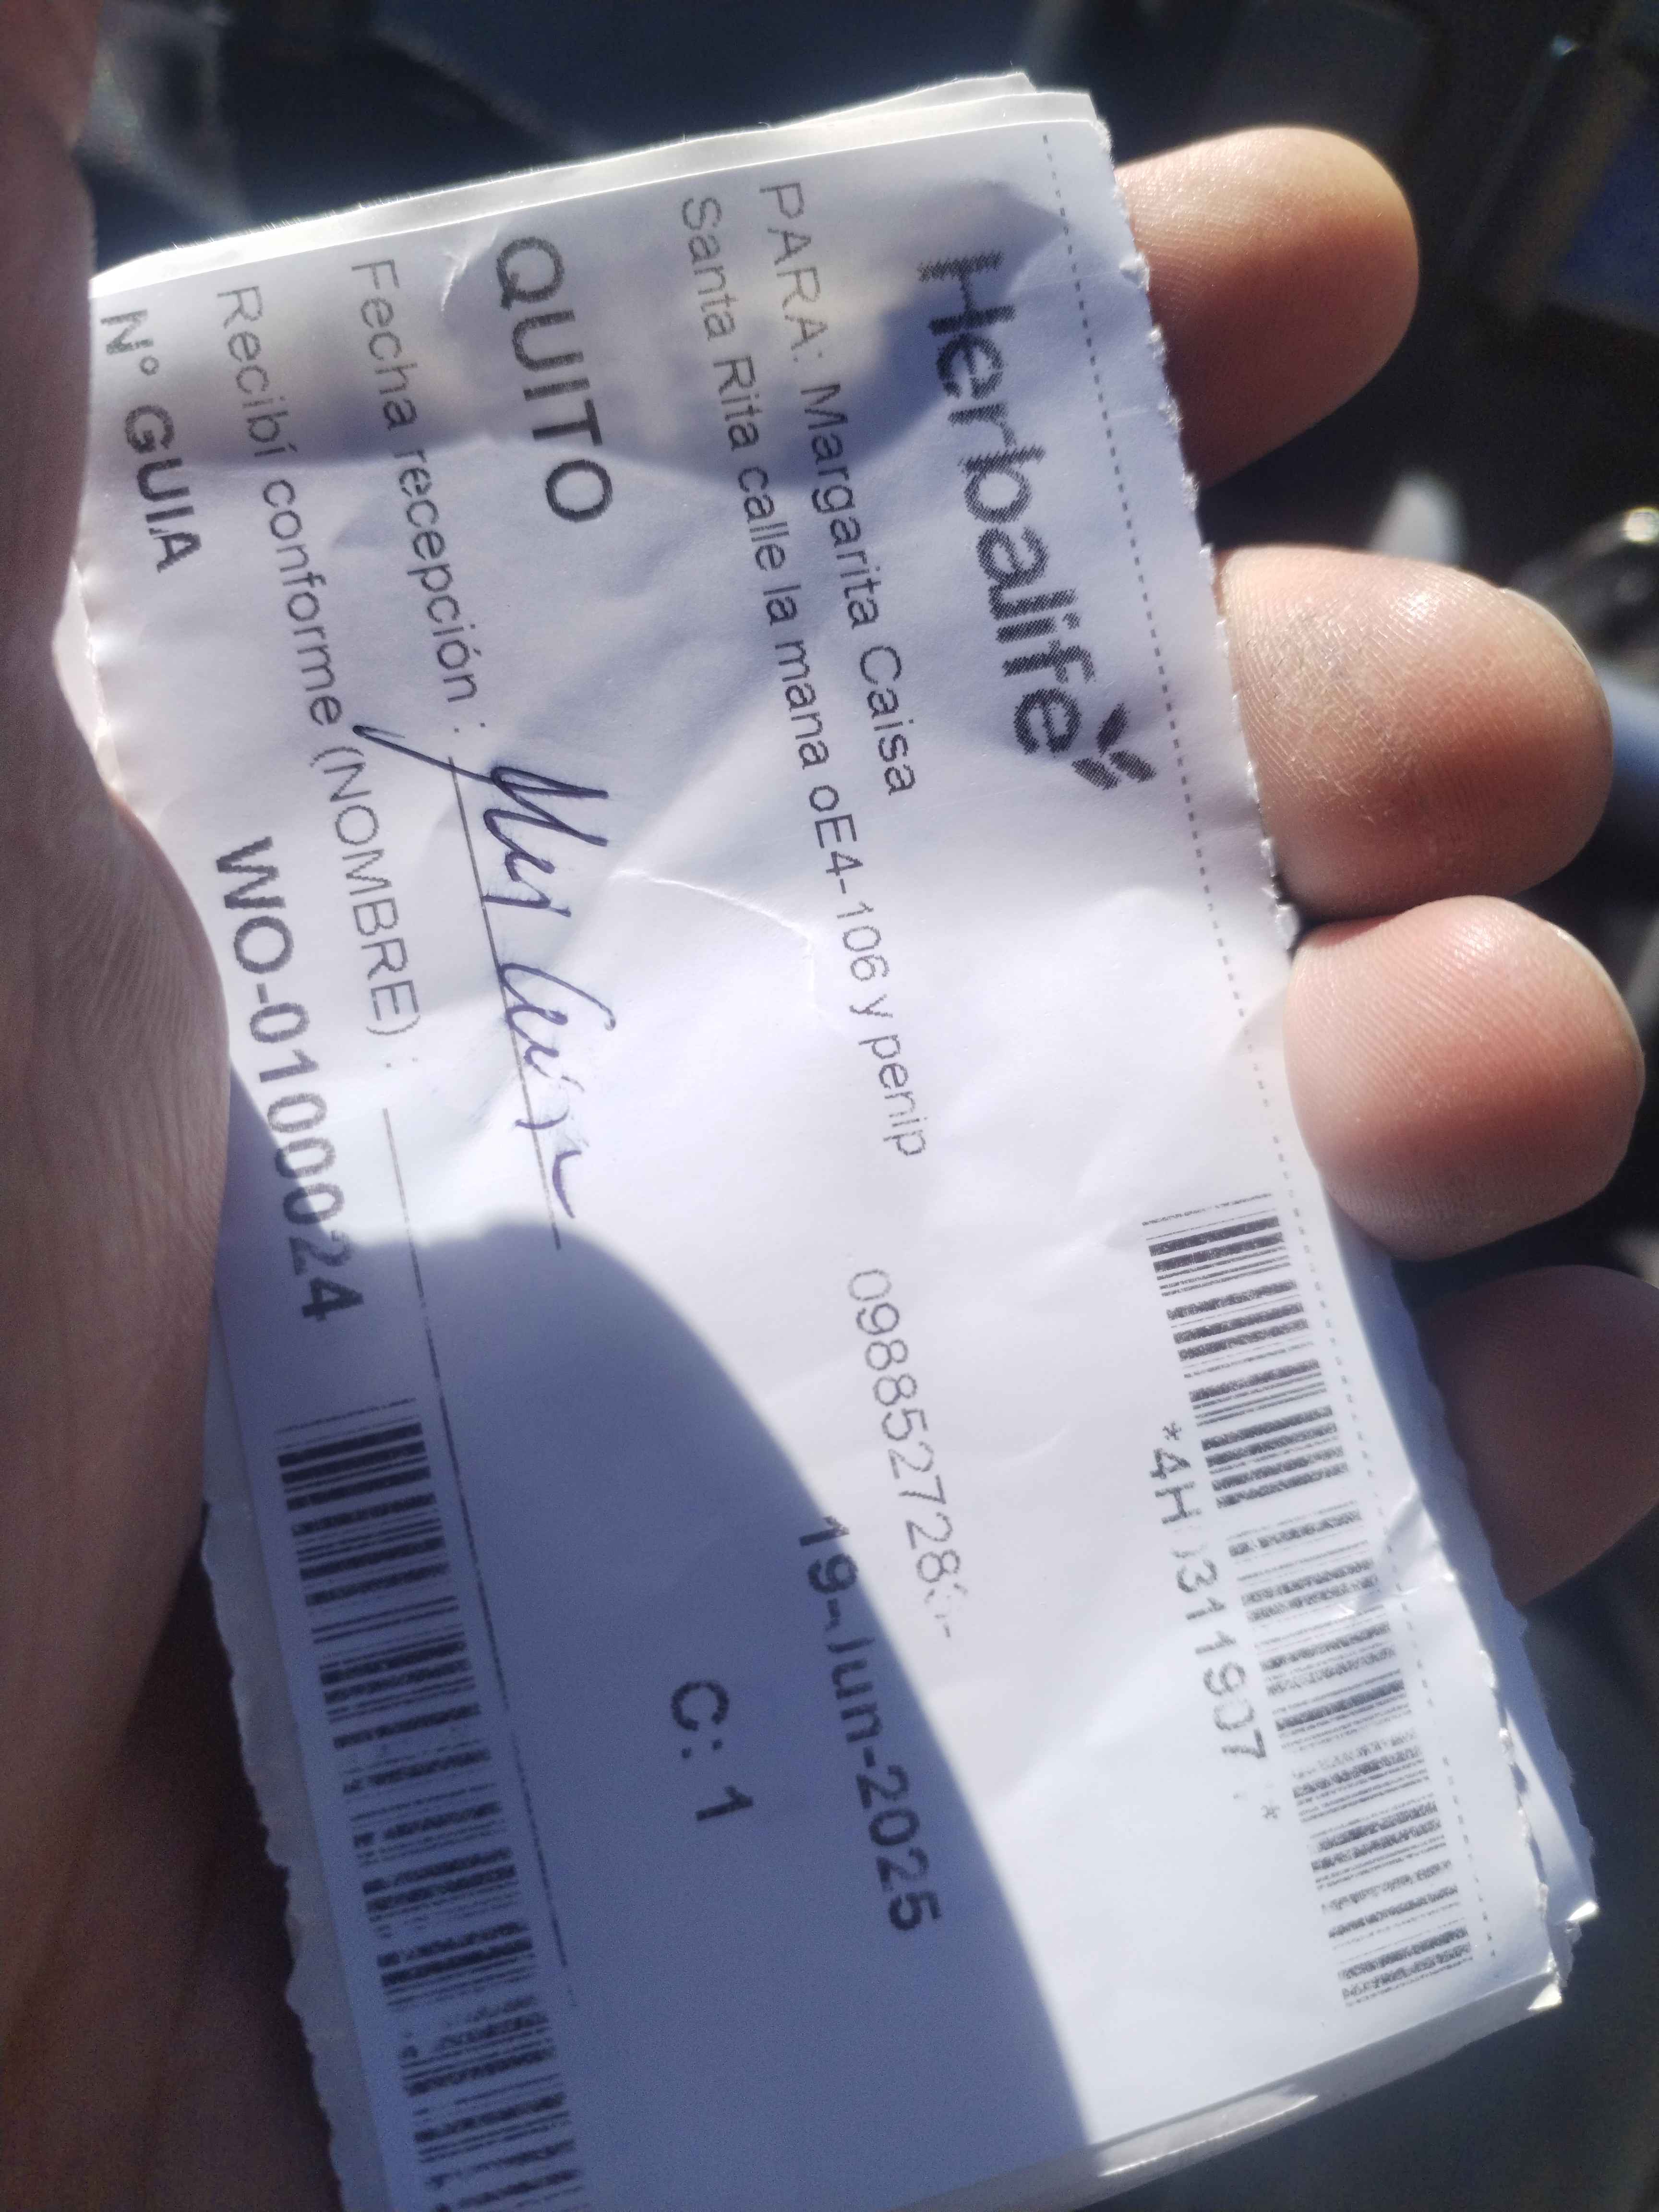 Herbalife
*4H 311907 *
PARA: Margarita Caisa
Santa Rita calle la mana oE4-106 y penip
098852728
19-Jun-2025
QUITO
C: 1
Fecha recepción :
Recibí conforme (NOMBRE) :
N° GUIA
WO-0100024